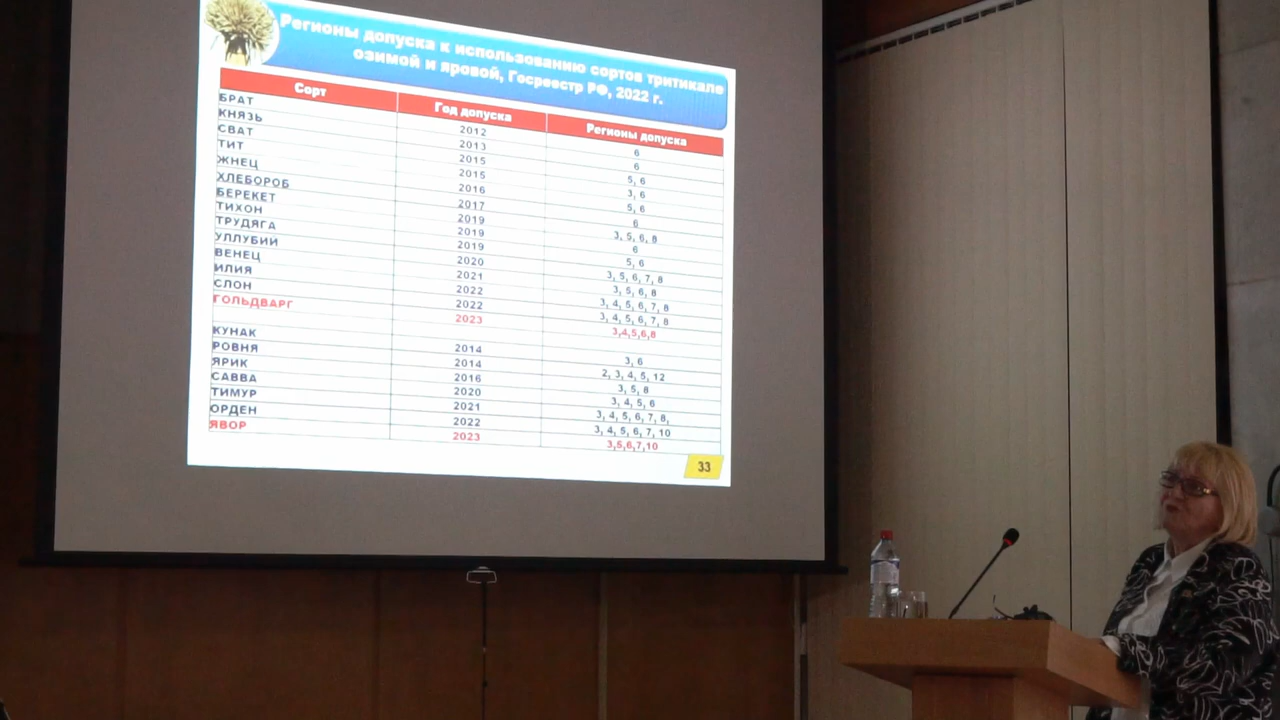 Регионы допуска к использованию сортов тритикале
озимой и яровой, Госреестр РФ, 2022 г.
Сорт Год допуска Регионы допуска
БРАТ 2012 6
КНЯЗЬ 2013 6
СВАТ 2015 5, 6
ТИТ 2015 3, 6
ЖНЕЦ 2016 5, 6
ХЛЕБОРОБ 2017 6
БЕРЕКЕТ 2019 3, 5, 6, 8
ТИХОН 2019 6
ТРУДЯГА 2019 5, 6
УЛЛУБИЙ 2020 3, 5, 6, 7, 8
ВЕНЕЦ 2021 3, 5, 6, 8
ИЛИЯ 2022 3, 4, 5, 6, 7, 8
СЛОН 2022 3, 4, 5, 6, 7, 8
ГОЛЬДВАРГ 2023 3,4,5,6,8
КУНАК 2014 3, 6
РОВНЯ 2014 2, 3, 4, 5, 12
ЯРИК 2016 3, 5, 8
САВВА 2020 3, 4, 5, 6
ТИМУР 2021 3, 4, 5, 6, 7, 8,
ОРДЕН 2022 3, 4, 5, 6, 7, 10
ЯВОР 2023 3,5,6,7,10
33